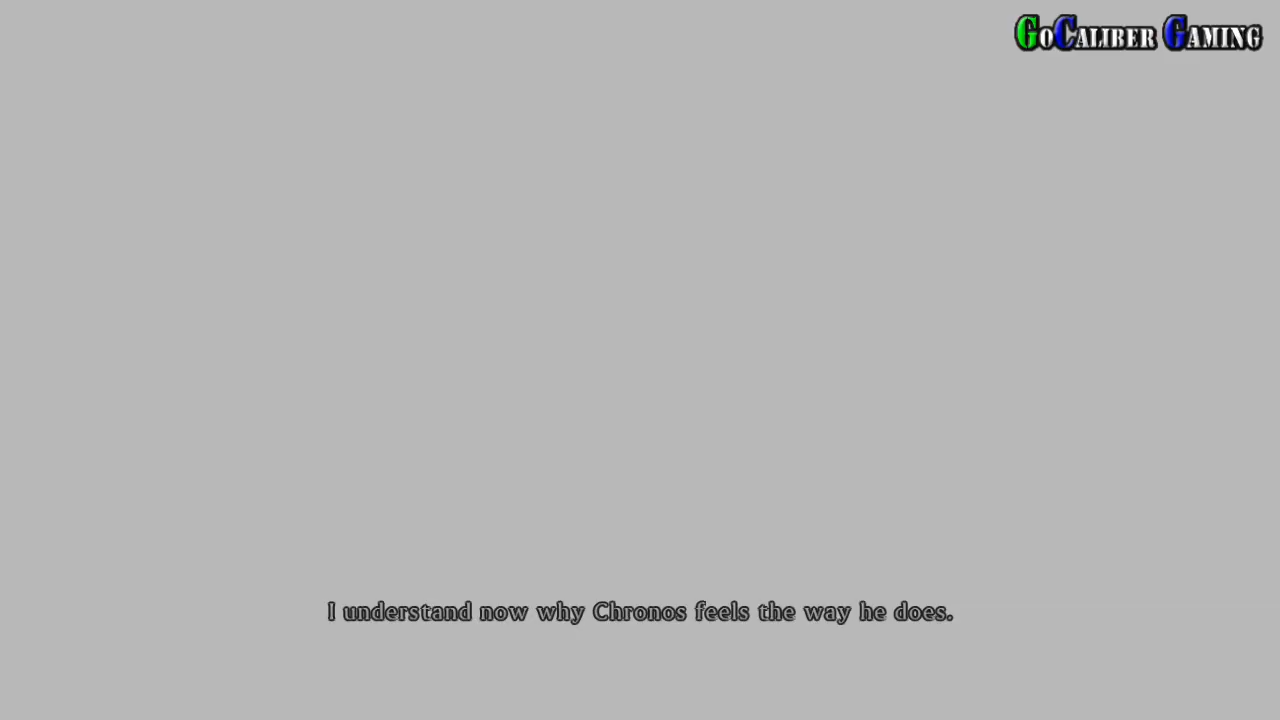 GoCaliber Gaming
I understand now why Chronos feels the way he does.